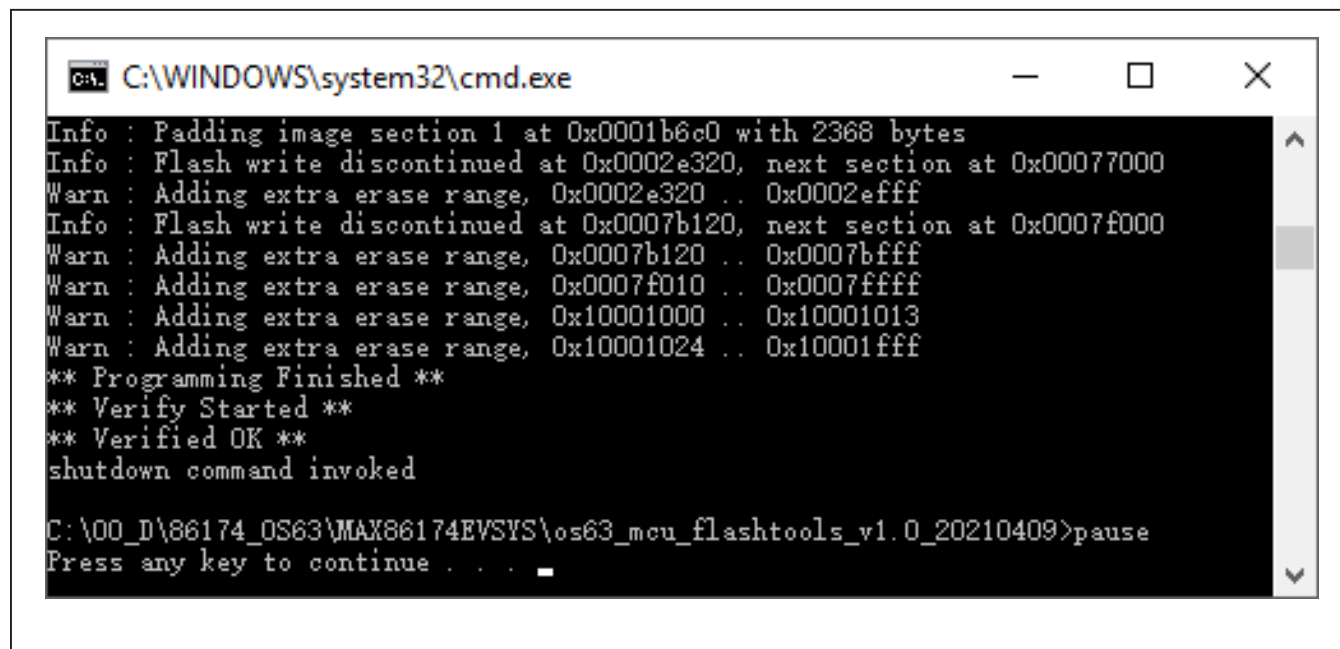 C:\WINDOWS\system32\cmd.exe
Info : Padding image section 1 at 0x0001b6c0 with 2368 bytes
Info : Flash write discontinued at 0x0002e320, next section at 0x00077000
Warn : Adding extra erase range, 0x0002e320 .. 0x0002efff
Info : Flash write discontinued at 0x0007b120, next section at 0x0007f000
Warn : Adding extra erase range, 0x0007b120 .. 0x0007bfff
Warn : Adding extra erase range, 0x0007f010 .. 0x0007ffff
Warn : Adding extra erase range, 0x10001000 .. 0x10001013
Warn : Adding extra erase range, 0x10001024 .. 0x10001fff
** Programming Finished **
** Verify Started **
** Verified OK **
shutdown command invoked
C:\00_D\86174_OS63\MAX86174EVSYS\os63_mcu_flashtools_v1.0_20210409>pause
Press any key to continue . . .